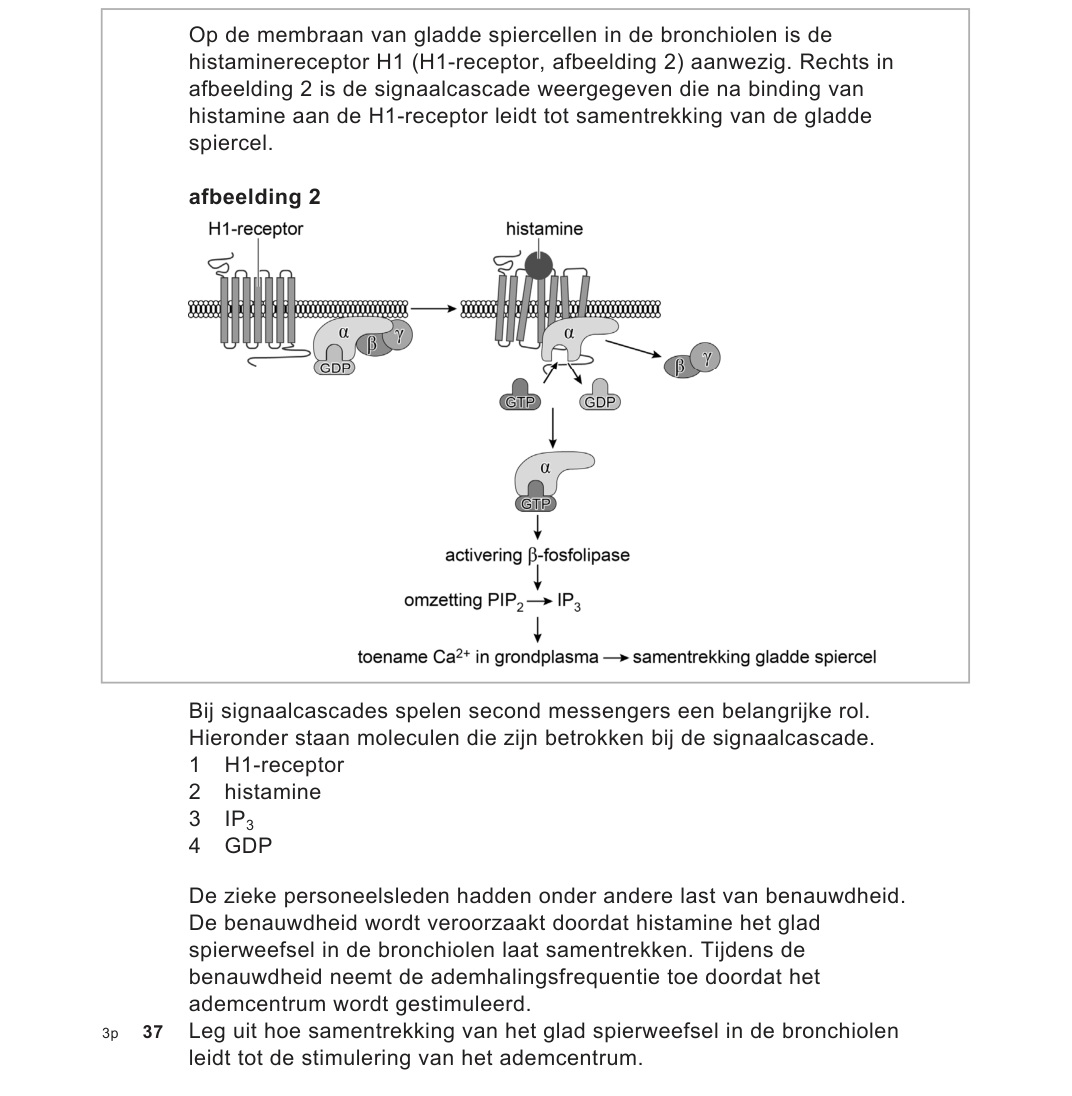 Op de membraan van gladde spiercellen in de bronchiolen is de
histaminereceptor H1 (H1-receptor, afbeelding 2) aanwezig. Rechts in
afbeelding 2 is de signaalcascade weergegeven die na binding van
histamine aan de H1-receptor leidt tot samentrekking van de gladde
spiercel.
afbeelding 2
H1-receptor
histamine
α
β
γ
GDP
α
β
γ
GTP
GDP
α
GTP
activering β-fosfolipase
omzetting PIP₂ → IP₃
toename Ca²⁺ in grondplasma → samentrekking gladde spiercel
Bij signaalcascades spelen second messengers een belangrijke rol.
Hieronder staan moleculen die zijn betrokken bij de signaalcascade.
1 H1-receptor
2 histamine
3 IP₃
4 GDP
De zieke personeelsleden hadden onder andere last van benauwdheid.
De benauwdheid wordt veroorzaakt doordat histamine het glad
spierweefsel in de bronchiolen laat samentrekken. Tijdens de
benauwdheid neemt de ademhalingsfrequentie toe doordat het
ademcentrum wordt gestimuleerd.
3p 37 Leg uit hoe samentrekking van het glad spierweefsel in de bronchiolen
leidt tot de stimulering van het ademcentrum.